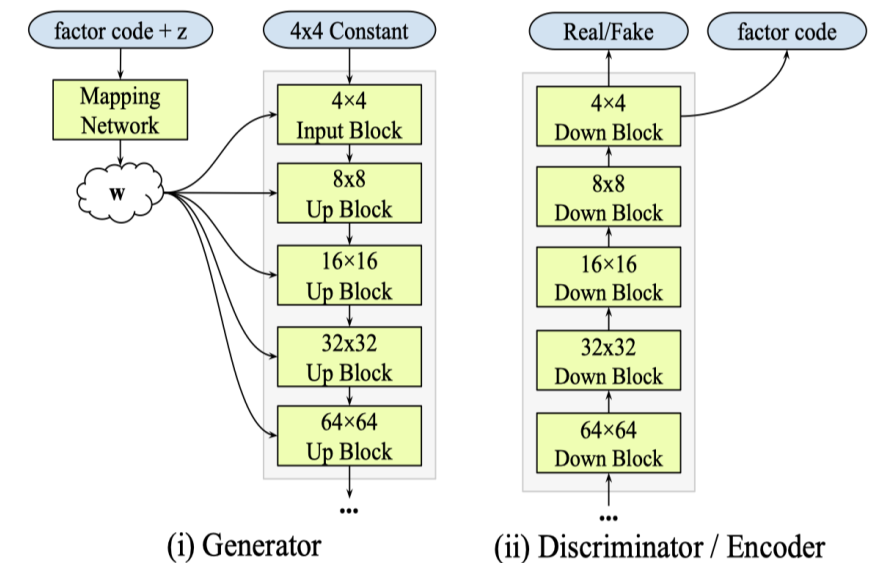 factor code + z
Mapping
Network
w
4x4 Constant
4×4
Input Block
8x8
Up Block
16×16
Up Block
32x32
Up Block
64×64
Up Block
...
(i) Generator
Real/Fake
factor code
4×4
Down Block
8x8
Down Block
16×16
Down Block
32x32
Down Block
64×64
Down Block
...
(ii) Discriminator / Encoder